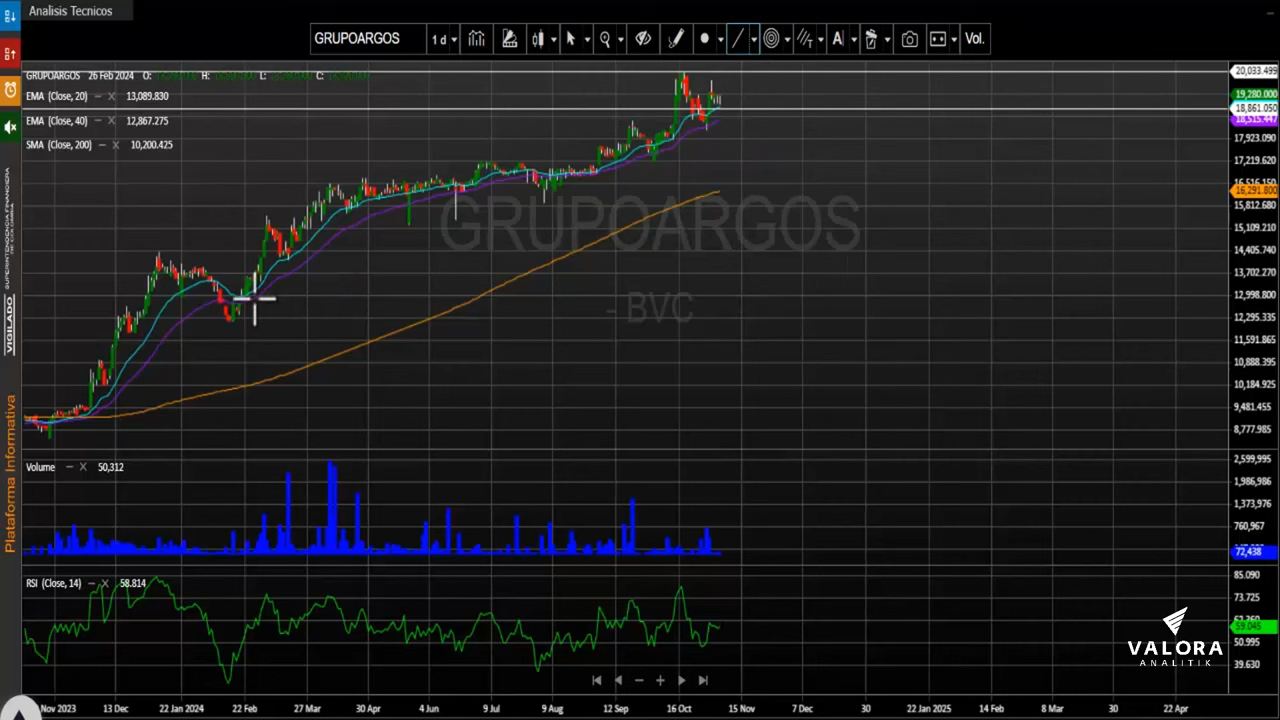 Analisis Tecnicos
GRUPOARGOS 1 d Vol.
GRUPOARGOS 26 Feb 2024 O: H: L: C:
EMA (Close, 20) 13,089.830
EMA (Close, 40) 12,867.275
SMA (Close, 200) 10,200.425
GRUPOARGOS
- BVC
20,033.499
19,280.000
18,861.050
18,515.447
17,923.090
17,219.620
16,516.150
16,291.800
15,812.680
15,109.210
14,405.740
13,702.270
12,998.800
12,295.335
11,591.865
10,888.395
10,184.925
9,481.455
8,777.985
Volume 50,312
2,599,995
1,986,986
1,373,976
760,967
72,438
RSI (Close, 14) 58.814
85.090
73.725
59.045
50.995
39.630
Nov 2023 13 Dec 22 Jan 2024 22 Feb 27 Mar 30 Apr 4 Jun 9 Jul 9 Aug 12 Sep 16 Oct 15 Nov 7 Dec 30 22 Jan 2025 14 Feb 8 Mar 30 22 Apr
VIGILADO
Plataforma Informativa
VALORA
ANALITIK